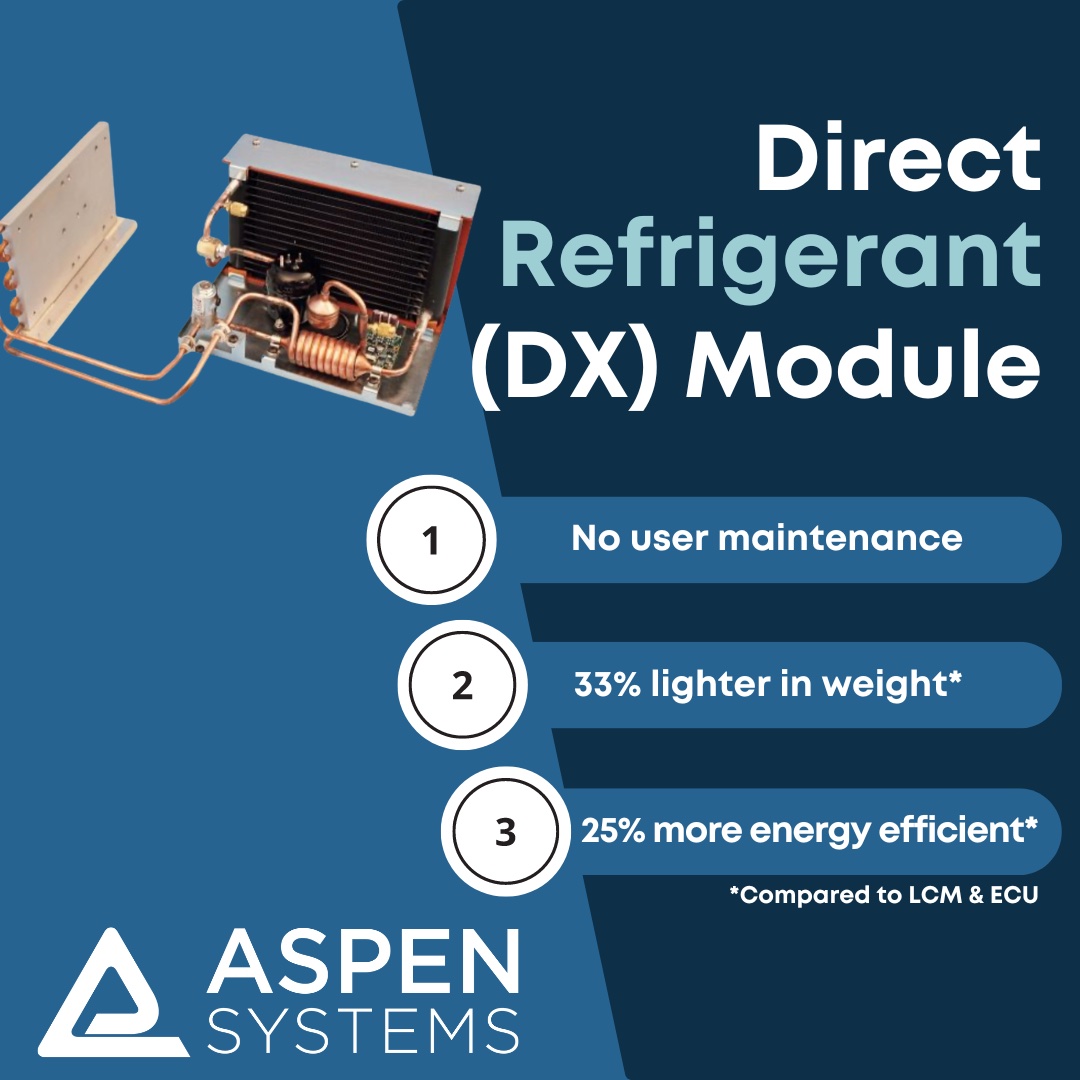 Direct
Refrigerant
(DX) Module
1
No user maintenance
2
33% lighter in weight*
3
25% more energy efficient*
*Compared to LCM & ECU
ASPEN
SYSTEMS